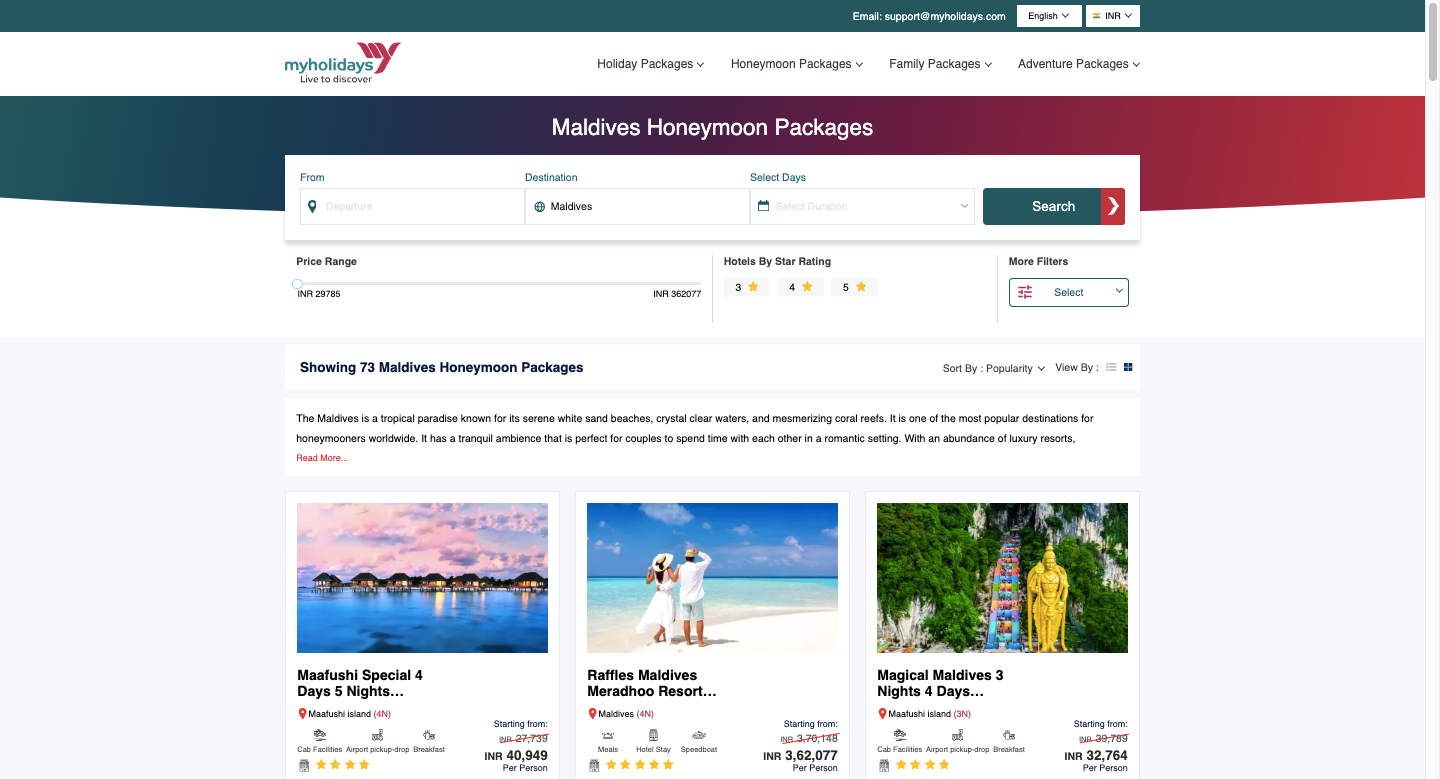 Email: support@myholidays.com
English
INR
myholidays
Live to discover
Holiday Packages
Honeymoon Packages
Family Packages
Adventure Packages
Maldives Honeymoon Packages
From
Destination
Select Days
Departure
Maldives
Select Duration
Search
Price Range
INR 29785
INR 362077
Hotels By Star Rating
3
4
5
More Filters
Select
Showing 73 Maldives Honeymoon Packages
Sort By : Popularity
View By :
The Maldives is a tropical paradise known for its serene white sand beaches, crystal clear waters, and mesmerizing coral reefs. It is one of the most popular destinations for
honeymooners worldwide. It has a tranquil ambience that is perfect for couples to spend time with each other in a romantic setting. With an abundance of luxury resorts,
Read More...
Maafushi Special 4
Days 5 Nights...
Maafushi island (4N)
Cab Facilities Airport pickup-drop Breakfast
Starting from:
INR 27,739
INR 40,949
Per Person
Raffles Maldives
Meradhoo Resort...
Maldives (4N)
Meals Hotel Stay Speedboat
Starting from:
INR 3,70,148
INR 3,62,077
Per Person
Magical Maldives 3
Nights 4 Days...
Maafushi island (3N)
Cab Facilities Airport pickup-drop Breakfast
Starting from:
INR 39,789
INR 32,764
Per Person